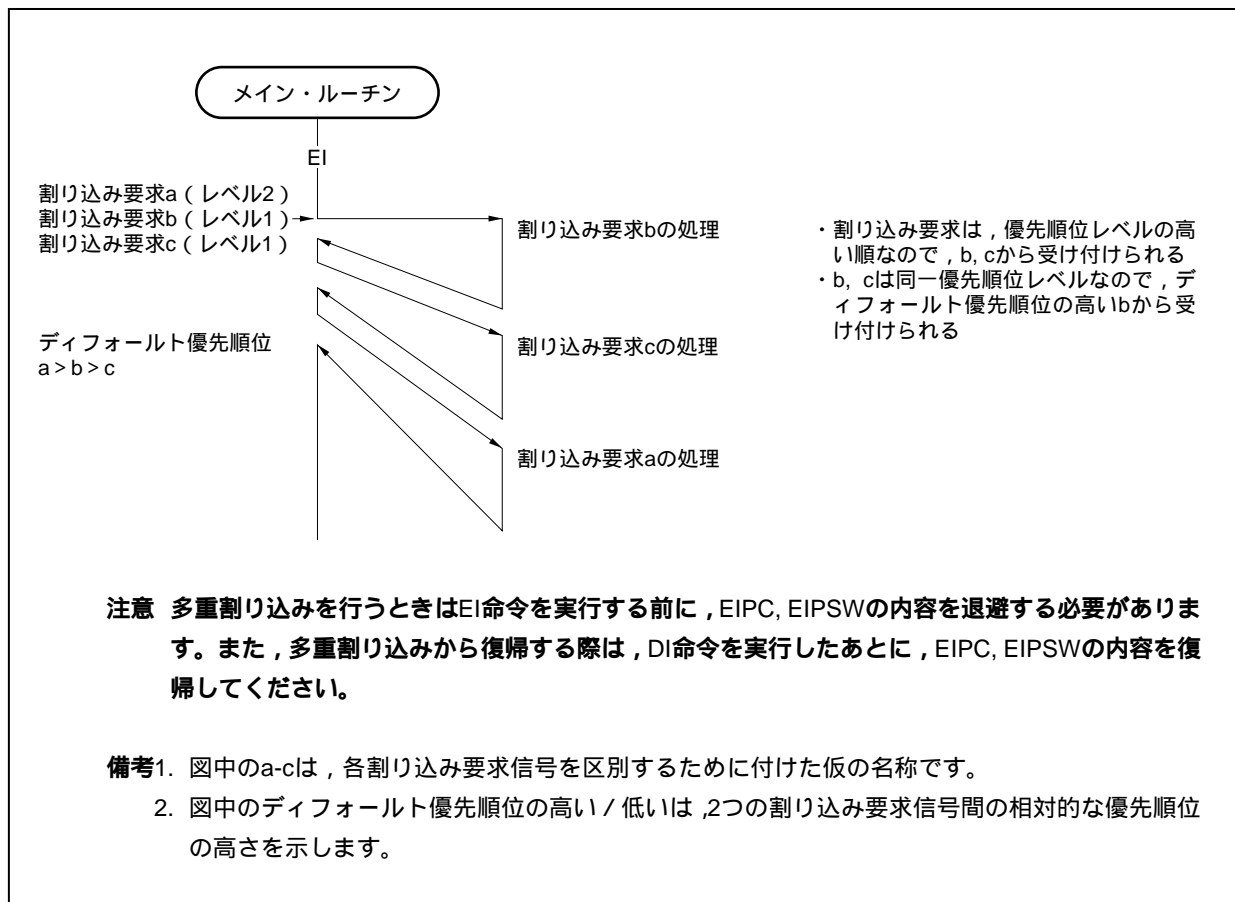 メイン・ルーチン
EI
割り込み要求a（レベル2）
割り込み要求b（レベル1）
割り込み要求c（レベル1）
ディフォールト優先順位
a > b > c
割り込み要求bの処理
割り込み要求cの処理
割り込み要求aの処理
・割り込み要求は，優先順位レベルの高
い順なので，b, cから受け付けられる
・b, cは同一優先順位レベルなので，デ
ィフォールト優先順位の高いbから受
け付けられる
注意 多重割り込みを行うときはEI命令を実行する前に，EIPC, EIPSWの内容を退避する必要がありま
す。また，多重割り込みから復帰する際は，DI命令を実行したあとに，EIPC, EIPSWの内容を復
帰してください。
備考1. 図中のa-cは，各割り込み要求信号を区別するために付けた仮の名称です。
2. 図中のディフォールト優先順位の高い／低いは，2つの割り込み要求信号間の相対的な優先順位
の高さを示します。